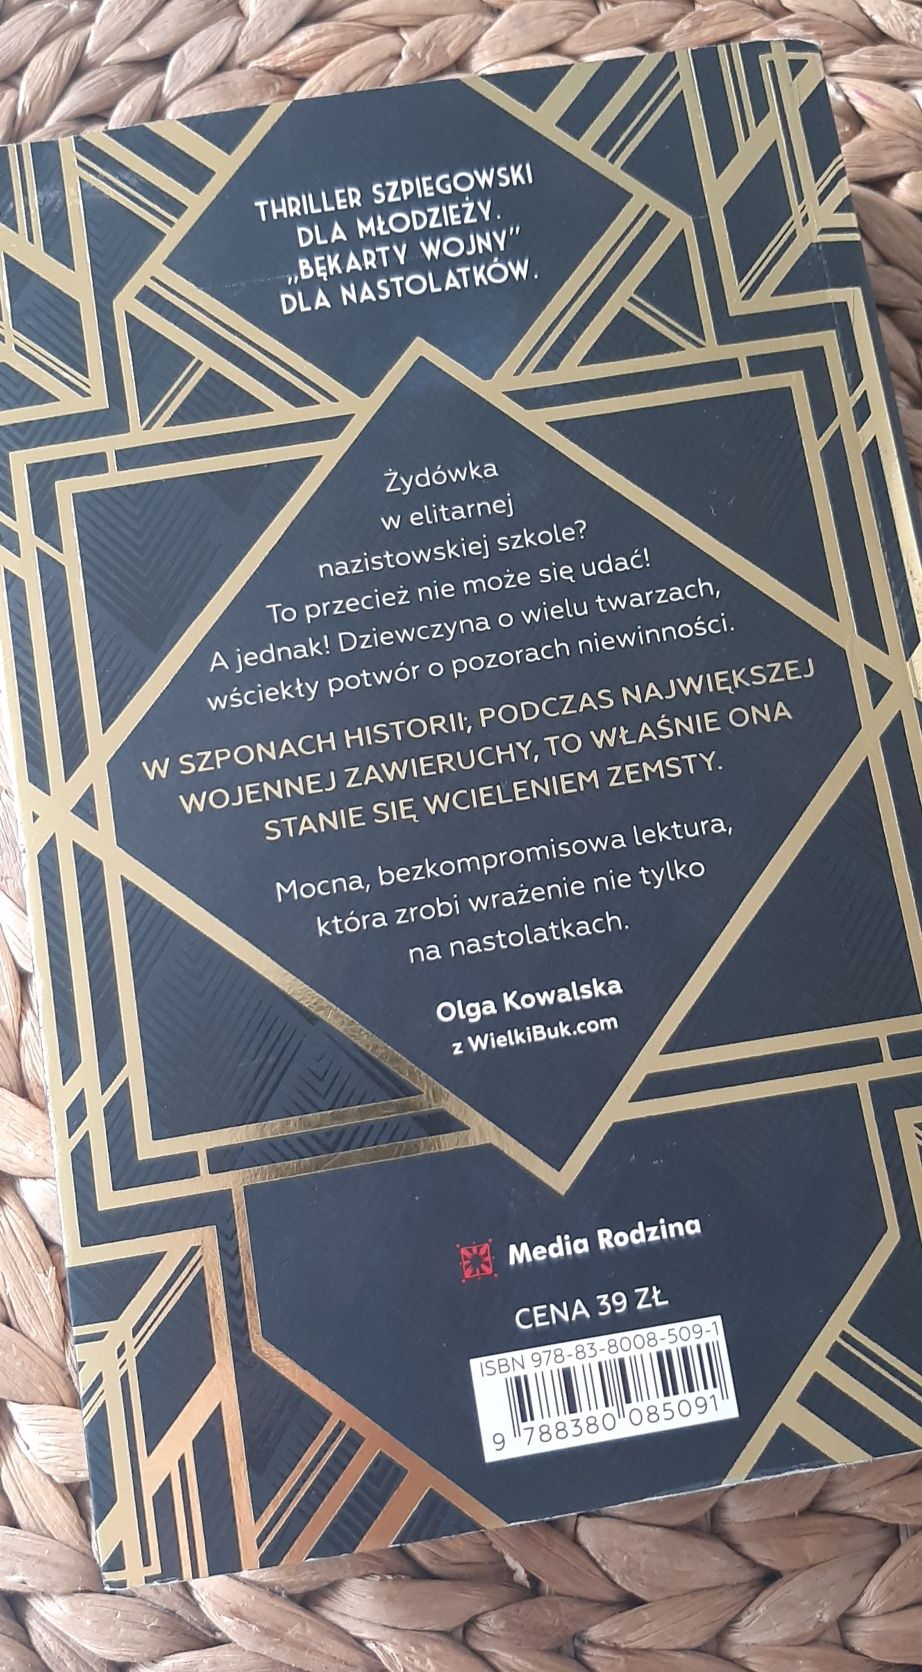 THRILLER SZPIEGOWSKI
DLA MŁODZIEŻY.
„BĘKARTY WOJNY”
DLA NASTOLATKÓW.
Żydówka
w elitarnej
nazistowskiej szkole?
To przecież nie może się udać!
A jednak! Dziewczyna o wielu twarzach,
wściekły potwór o pozorach niewinności.
W SZPONACH HISTORII, PODCZAS NAJWIĘKSZEJ
WOJENNEJ ZAWIERUCHY, TO WŁAŚNIE ONA
STANIE SIĘ WCIELENIEM ZEMSTY.
Mocna, bezkompromisowa lektura,
która zrobi wrażenie nie tylko
na nastolatkach.
Olga Kowalska
z WielkiBuk.com
Media Rodzina
CENA 39 ZŁ
ISBN 978-83-8008-509-1
9 788380 085091